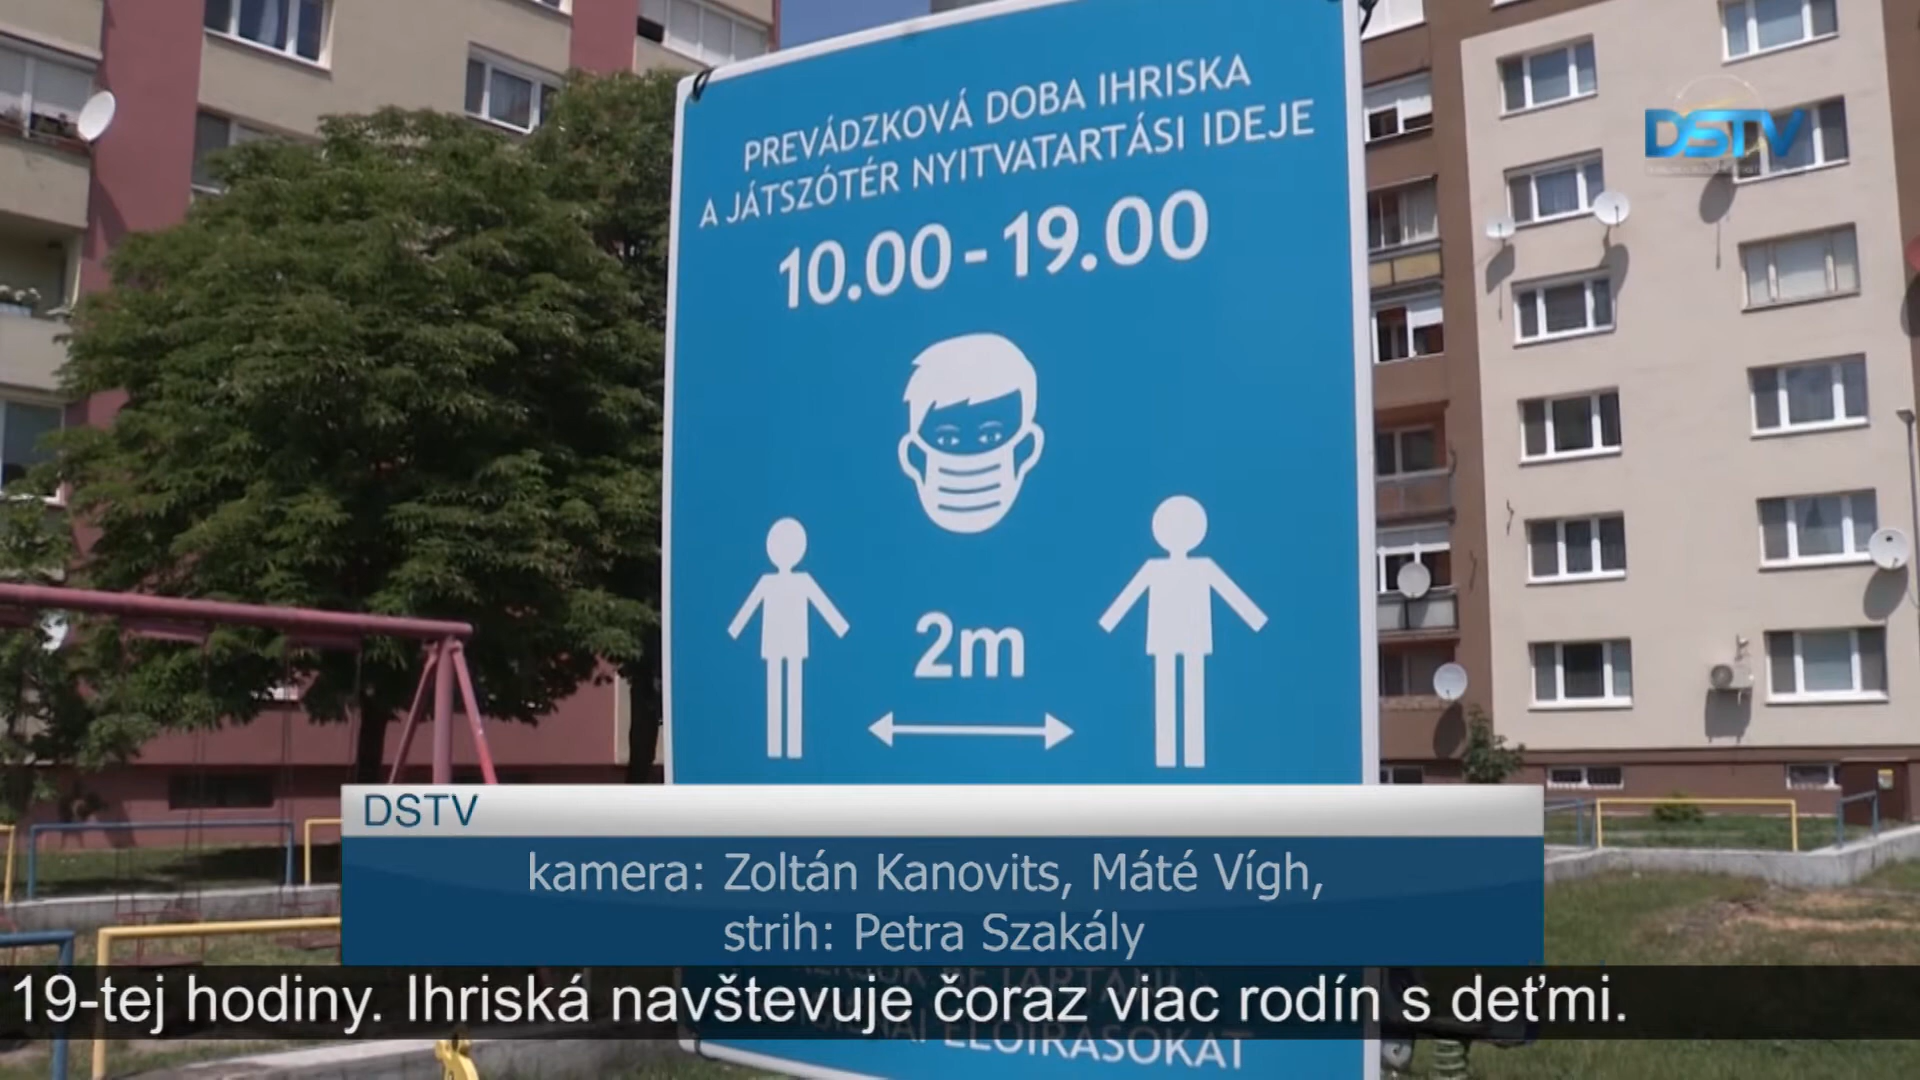 PREVÁDZKOVÁ DOBA IHRISKA
A JÁTSZÓTÉR NYITVATARTÁSI IDEJE
10.00-19.00
DSTV
2m
DSTV
kamera: Zoltán Kanovits, Máté Vígh,
strih: Petra Szakály
19-tej hodiny. Ihriská navštevuje čoraz viac rodín s deťmi.
ELŐÍRÁSOKAT